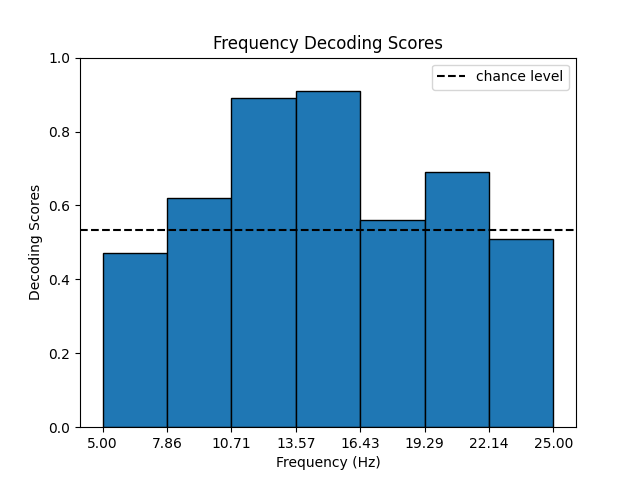 Frequency Decoding Scores
chance level
Decoding Scores
1.0
0.8
0.6
0.4
0.2
0.0
5.00 7.86 10.71 13.57 16.43 19.29 22.14 25.00
Frequency (Hz)